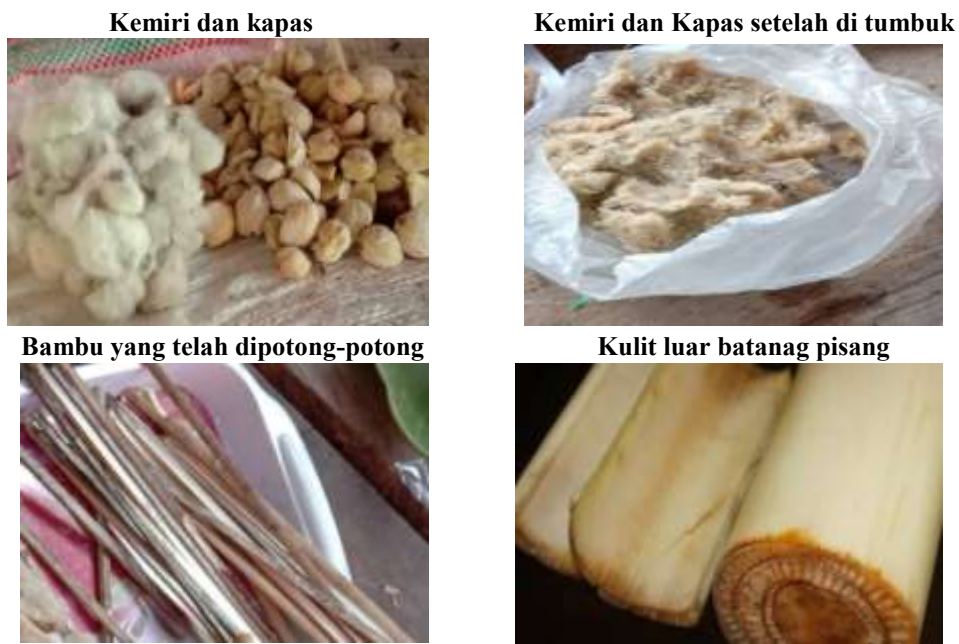 Kemiri dan kapas
Kemiri dan Kapas setelah di tumbuk
Bambu yang telah dipotong-potong
Kulit luar batanag pisang